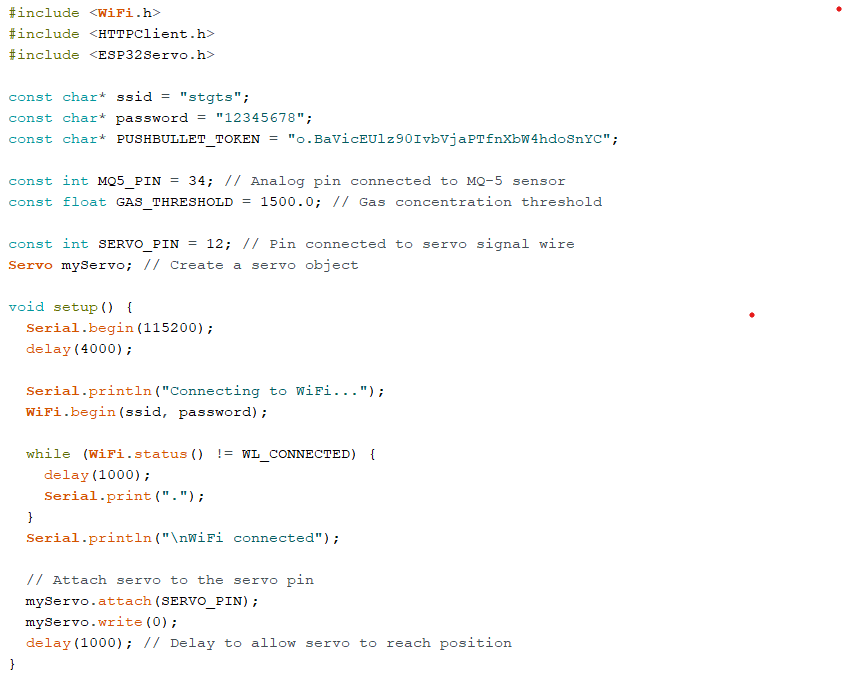 #include <WiFi.h>
#include <HTTPClient.h>
#include <ESP32Servo.h>
const char* ssid = "stgts";
const char* password = "12345678";
const char* PUSHBULLET_TOKEN = "o.BaVicEUlz90IvbVjaPTfnXbW4hdoSnYC";
const int MQ5_PIN = 34; // Analog pin connected to MQ-5 sensor
const float GAS_THRESHOLD = 1500.0; // Gas concentration threshold
const int SERVO_PIN = 12; // Pin connected to servo signal wire
Servo myServo; // Create a servo object
void setup() {
  Serial.begin(115200);
  delay(4000);
  Serial.println("Connecting to WiFi...");
  WiFi.begin(ssid, password);
  while (WiFi.status() != WL_CONNECTED) {
    delay(1000);
    Serial.print(".");
  }
  Serial.println("\nWiFi connected");
  // Attach servo to the servo pin
  myServo.attach(SERVO_PIN);
  myServo.write(0);
  delay(1000); // Delay to allow servo to reach position
}